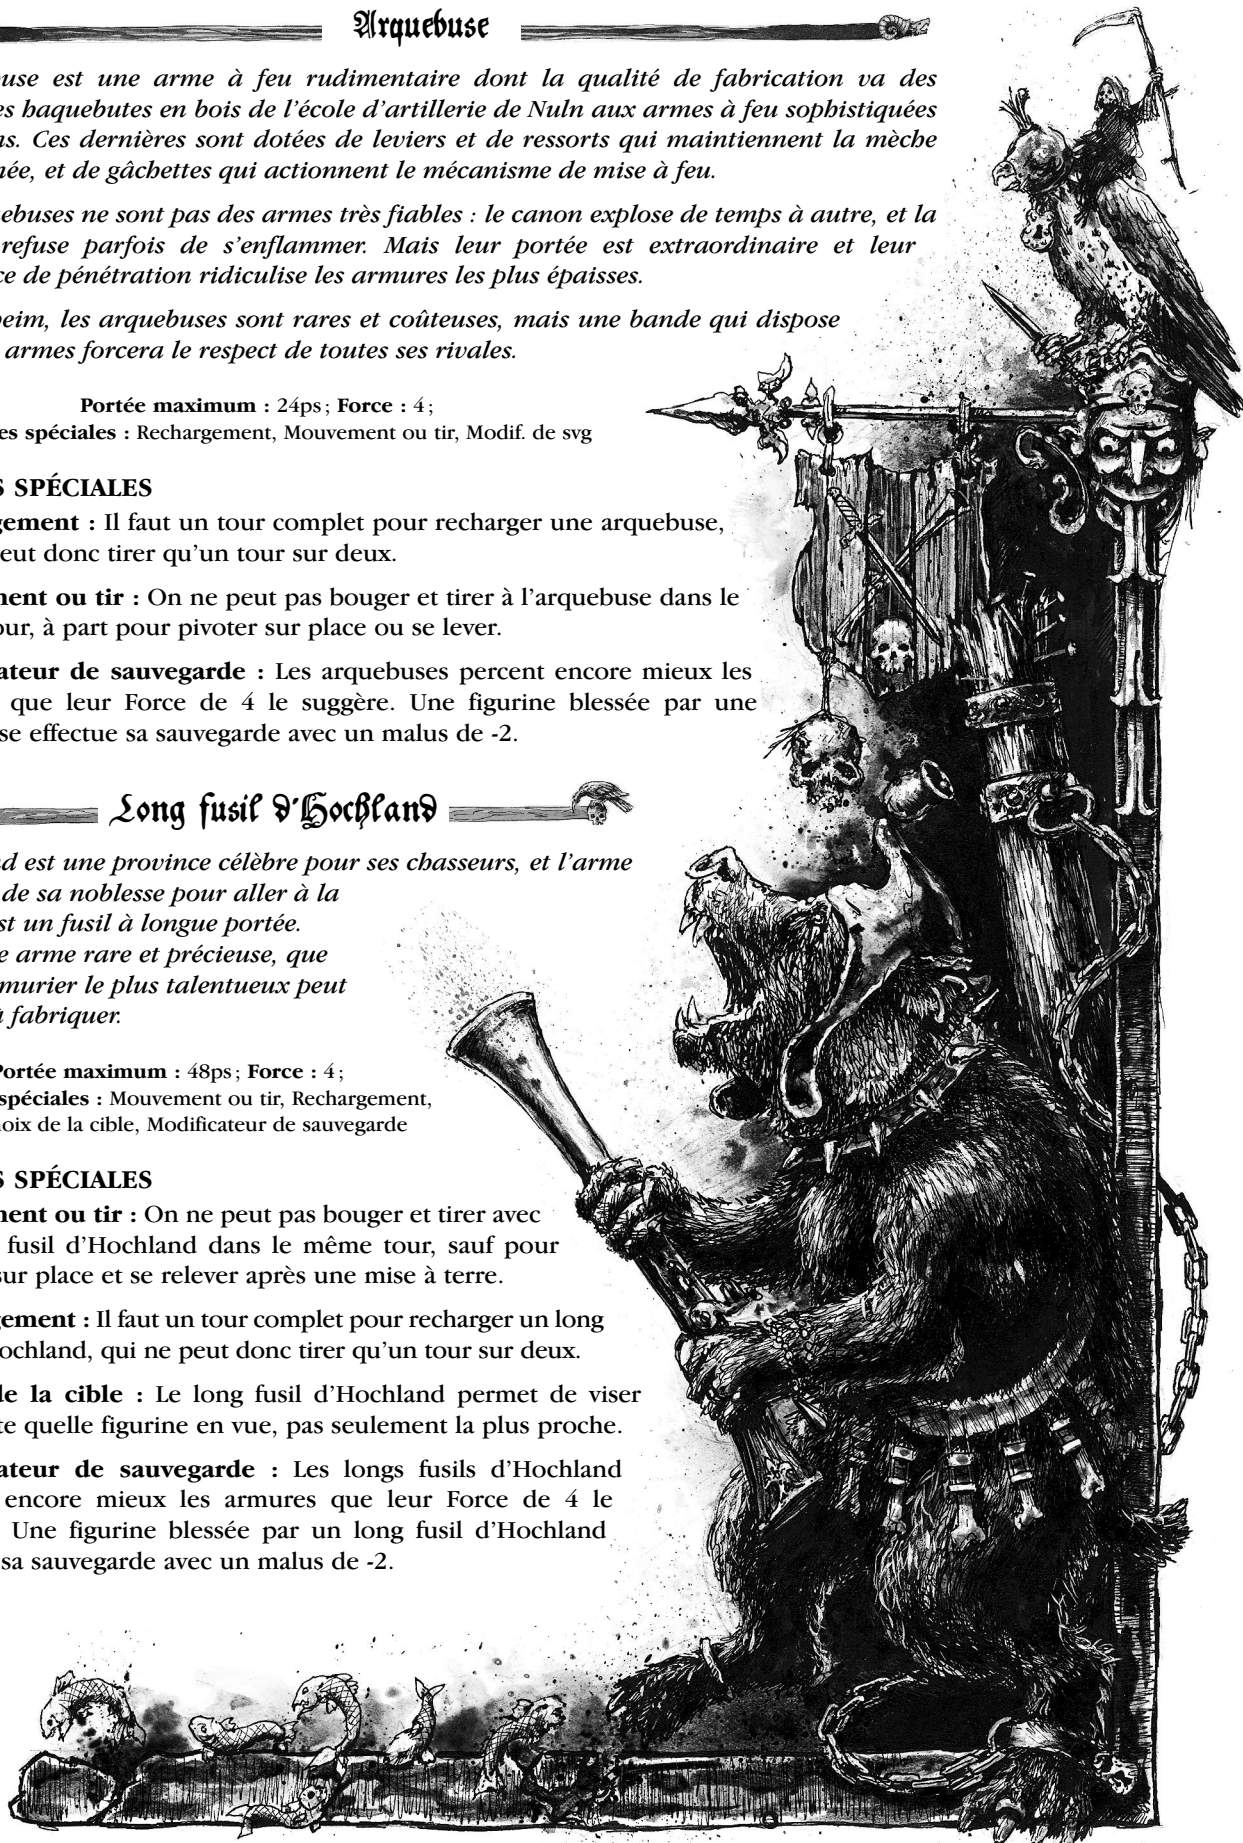 Arquebuse
use est une arme à feu rudimentaire dont la qualité de fabrication va des
es haquebutes en bois de l'école d'artillerie de Nuln aux armes à feu sophistiquées
ns. Ces dernières sont dotées de leviers et de ressorts qui maintiennent la mèche
née, et de gâchettes qui actionnent le mécanisme de mise à feu.
ebuses ne sont pas des armes très fiables : le canon explose de temps à autre, et la
refuse parfois de s'enflammer. Mais leur portée est extraordinaire et leur
ce de pénétration ridiculise les armures les plus épaisses.
eim, les arquebuses sont rares et coûteuses, mais une bande qui dispose
armes forcera le respect de toutes ses rivales.
Portée maximum : 24ps ; Force : 4 ;
es spéciales : Rechargement, Mouvement ou tir, Modif. de svg
S SPÉCIALES
gement : Il faut un tour complet pour recharger une arquebuse,
eut donc tirer qu'un tour sur deux.
ment ou tir : On ne peut pas bouger et tirer à l'arquebuse dans le
our, à part pour pivoter sur place ou se lever.
ateur de sauvegarde : Les arquebuses percent encore mieux les
que leur Force de 4 le suggère. Une figurine blessée par une
se effectue sa sauvegarde avec un malus de -2.
Long fusil d'Hochland
d est une province célèbre pour ses chasseurs, et l'arme
de sa noblesse pour aller à la
st un fusil à longue portée.
e arme rare et précieuse, que
murier le plus talentueux peut
à fabriquer.
Portée maximum : 48ps ; Force : 4 ;
spéciales : Mouvement ou tir, Rechargement,
oix de la cible, Modificateur de sauvegarde
S SPÉCIALES
ment ou tir : On ne peut pas bouger et tirer avec
fusil d'Hochland dans le même tour, sauf pour
sur place et se relever après une mise à terre.
gement : Il faut un tour complet pour recharger un long
ochland, qui ne peut donc tirer qu'un tour sur deux.
de la cible : Le long fusil d'Hochland permet de viser
te quelle figurine en vue, pas seulement la plus proche.
ateur de sauvegarde : Les longs fusils d'Hochland
encore mieux les armures que leur Force de 4 le
Une figurine blessée par un long fusil d'Hochland
sa sauvegarde avec un malus de -2.